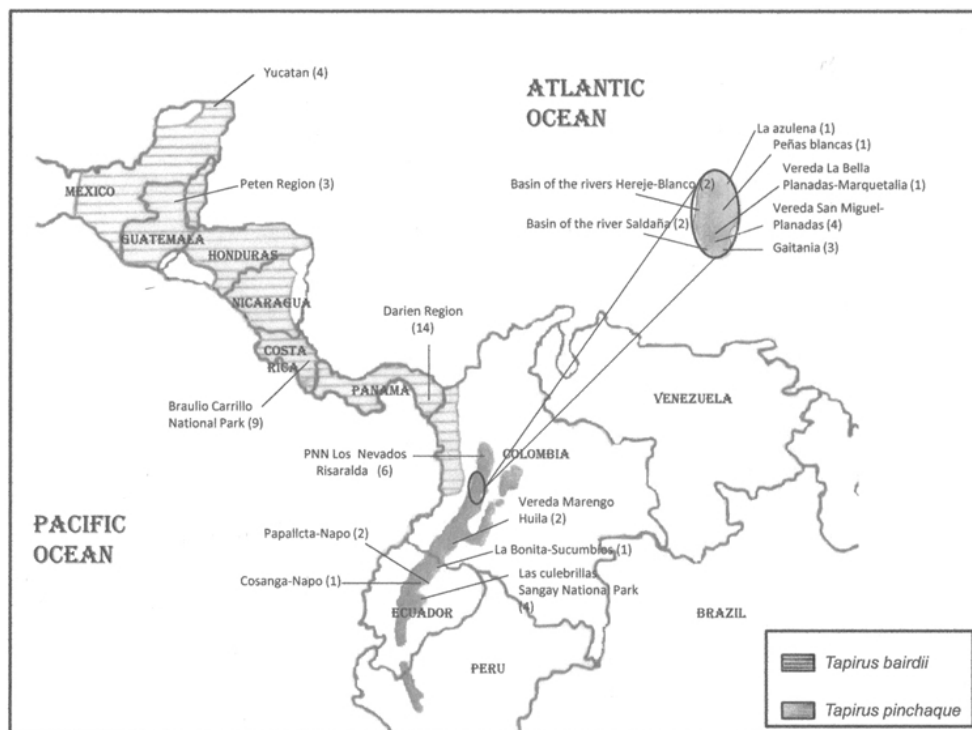 Yucatan (4)
ATLANTIC
OCEAN
La azulena (1)
Peñas blancas (1)
MEXICO
Peten Region (3)
Vereda La Bella
Planadas-Marquetalia (1)
Basin of the rivers Hereje-Blanco (2)
Vereda San Miguel-
Planadas (4)
Basin of the river Saldaña (2)
Gaitania (3)
GUATEMALA
HONDURAS
NICARAGUA
Darien Region
(14)
COSTA
RICA
PANAMA
VENEZUELA
Braulio Carrillo
National Park (9)
PNN Los Nevados
Risaralda (6)
COLOMBIA
Vereda Marengo
Huila (2)
PACIFIC
OCEAN
Papallcta-Napo (2)
La Bonita-Sucumbios (1)
Cosanga-Napo (1)
Las culebrillas
Sangay National Park
(4)
ECUADOR
BRAZIL
PERU
Tapirus bairdii
Tapirus pinchaque